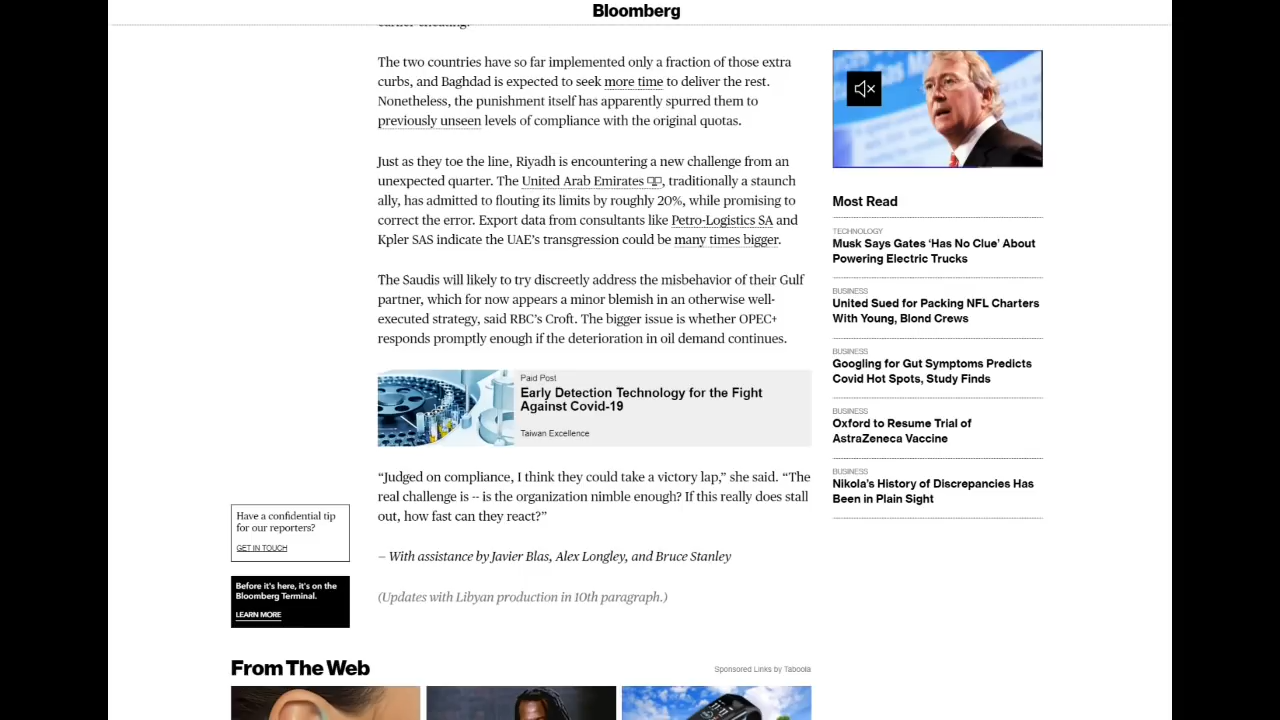 Bloomberg
earlier cheating.
The two countries have so far implemented only a fraction of those extra
curbs, and Baghdad is expected to seek more time to deliver the rest.
Nonetheless, the punishment itself has apparently spurred them to
previously unseen levels of compliance with the original quotas.
Just as they toe the line, Riyadh is encountering a new challenge from an
unexpected quarter. The United Arab Emirates, traditionally a staunch
ally, has admitted to flouting its limits by roughly 20%, while promising to
correct the error. Export data from consultants like Petro-Logistics SA and
Kpler SAS indicate the UAE's transgression could be many times bigger.
The Saudis will likely to try discreetly address the misbehavior of their Gulf
partner, which for now appears a minor blemish in an otherwise well-
executed strategy, said RBC's Croft. The bigger issue is whether OPEC+
responds promptly enough if the deterioration in oil demand continues.
Paid Post
Early Detection Technology for the Fight
Against Covid-19
Taiwan Excellence
“Judged on compliance, I think they could take a victory lap,” she said. “The
real challenge is -- is the organization nimble enough? If this really does stall
out, how fast can they react?”
– With assistance by Javier Blas, Alex Longley, and Bruce Stanley
(Updates with Libyan production in 10th paragraph.)
Have a confidential tip
for our reporters?
GET IN TOUCH
Before it's here, it's on the
Bloomberg Terminal.
LEARN MORE
From The Web
Sponsored Links by Taboola
Most Read
TECHNOLOGY
Musk Says Gates ‘Has No Clue’ About
Powering Electric Trucks
BUSINESS
United Sued for Packing NFL Charters
With Young, Blond Crews
BUSINESS
Googling for Gut Symptoms Predicts
Covid Hot Spots, Study Finds
BUSINESS
Oxford to Resume Trial of
AstraZeneca Vaccine
BUSINESS
Nikola's History of Discrepancies Has
Been in Plain Sight